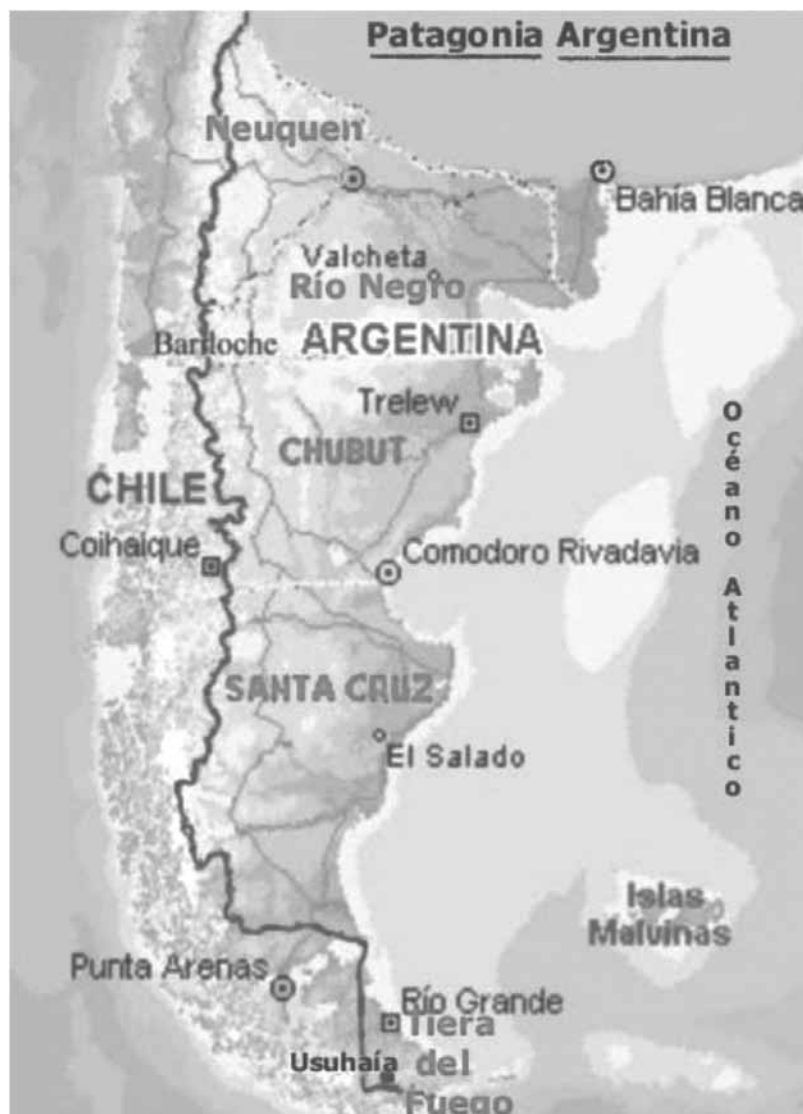 Patagonia Argentina
Neuquen
Bahía Blanca
Valcheta
Río Negro
Bariloche
ARGENTINA
Trelew
CHUBUT
CHILE
Coihaique
Comodoro Rivadavia
Océano Atlantico
SANTA CRUZ
El Salado
Islas
Malvinas
Punta Arenas
Río Grande
Tiera
Usuhaía
del
Fuego